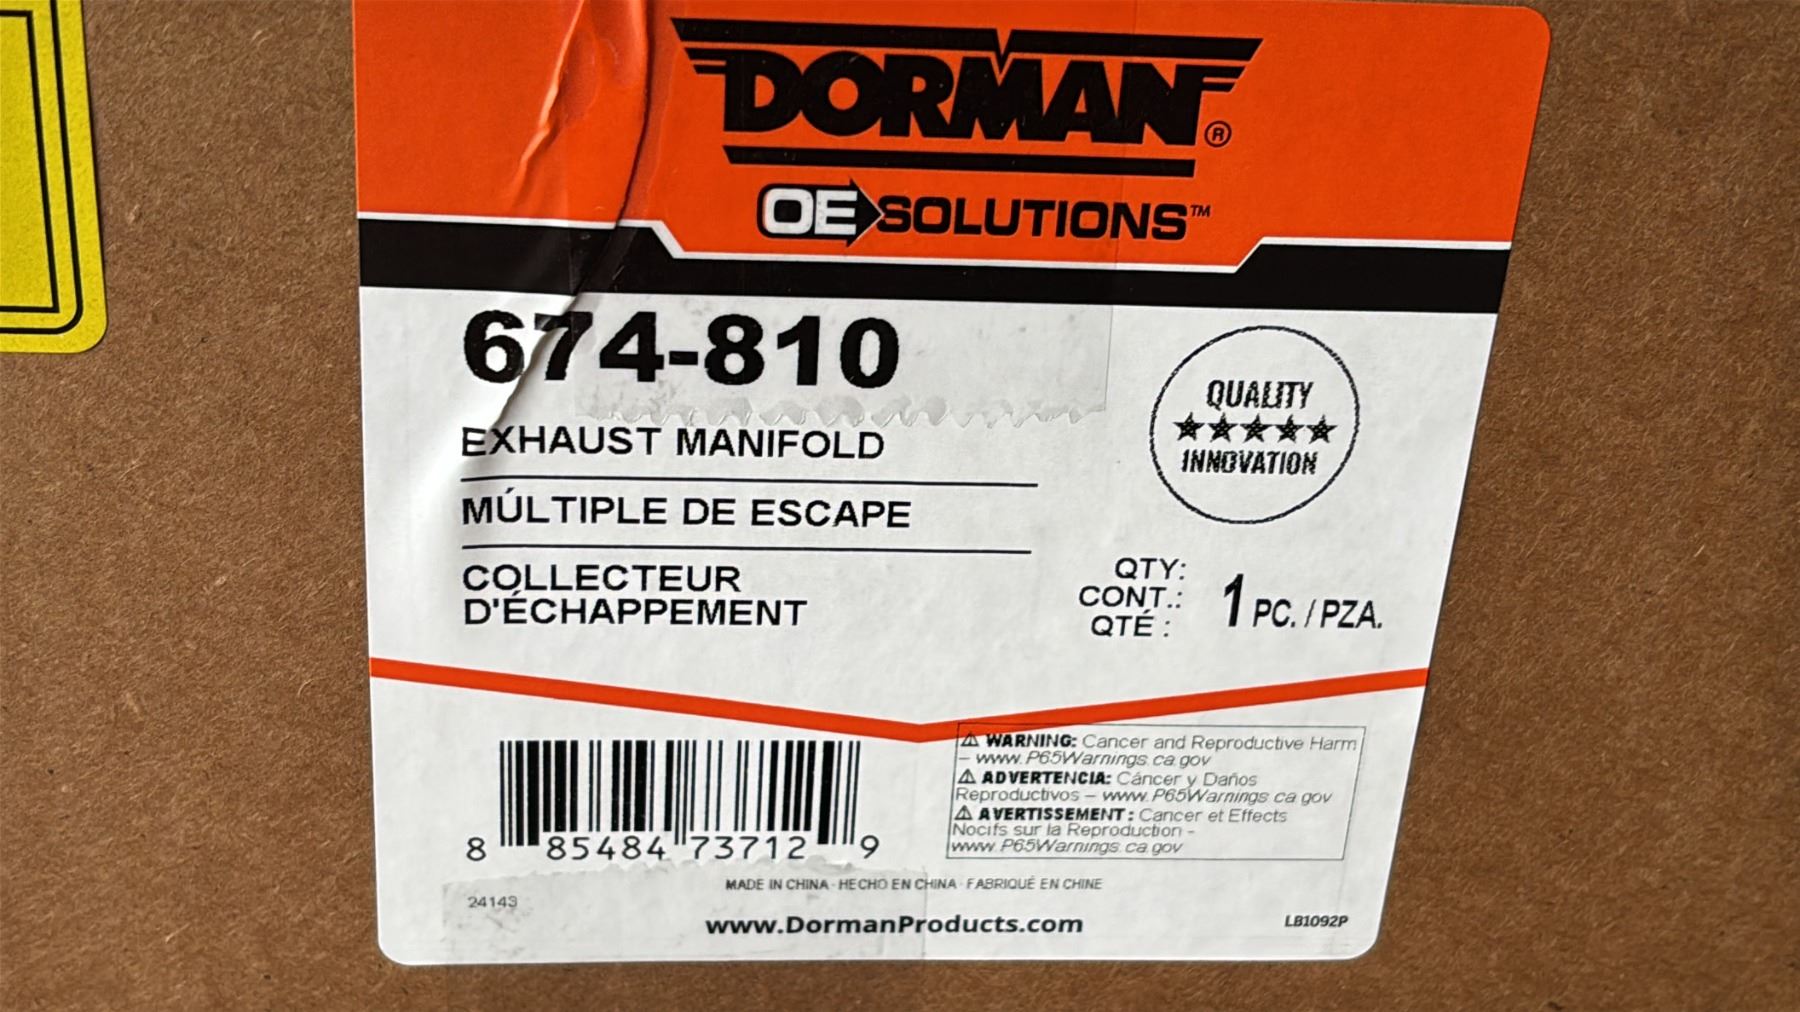 DORMAN®
OE SOLUTIONS™
674-810
EXHAUST MANIFOLD
MÚLTIPLE DE ESCAPE
COLLECTEUR
D'ÉCHAPPEMENT
QUALITY
★★★★★
INNOVATION
QTY:
CONT.:
QTÉ :
1 PC. / PZA.
8 85484 73712 9
⚠ WARNING: Cancer and Reproductive Harm
– www.P65Warnings.ca.gov
⚠ ADVERTENCIA: Cáncer y Daños
Reproductivos – www.P65Warnings.ca.gov
⚠ AVERTISSEMENT : Cancer et Effects
Nocifs sur la Reproduction -
www.P65Warnings.ca.gov
MADE IN CHINA - HECHO EN CHINA - FABRIQUÉ EN CHINE
24143
www.DormanProducts.com
LB1092P